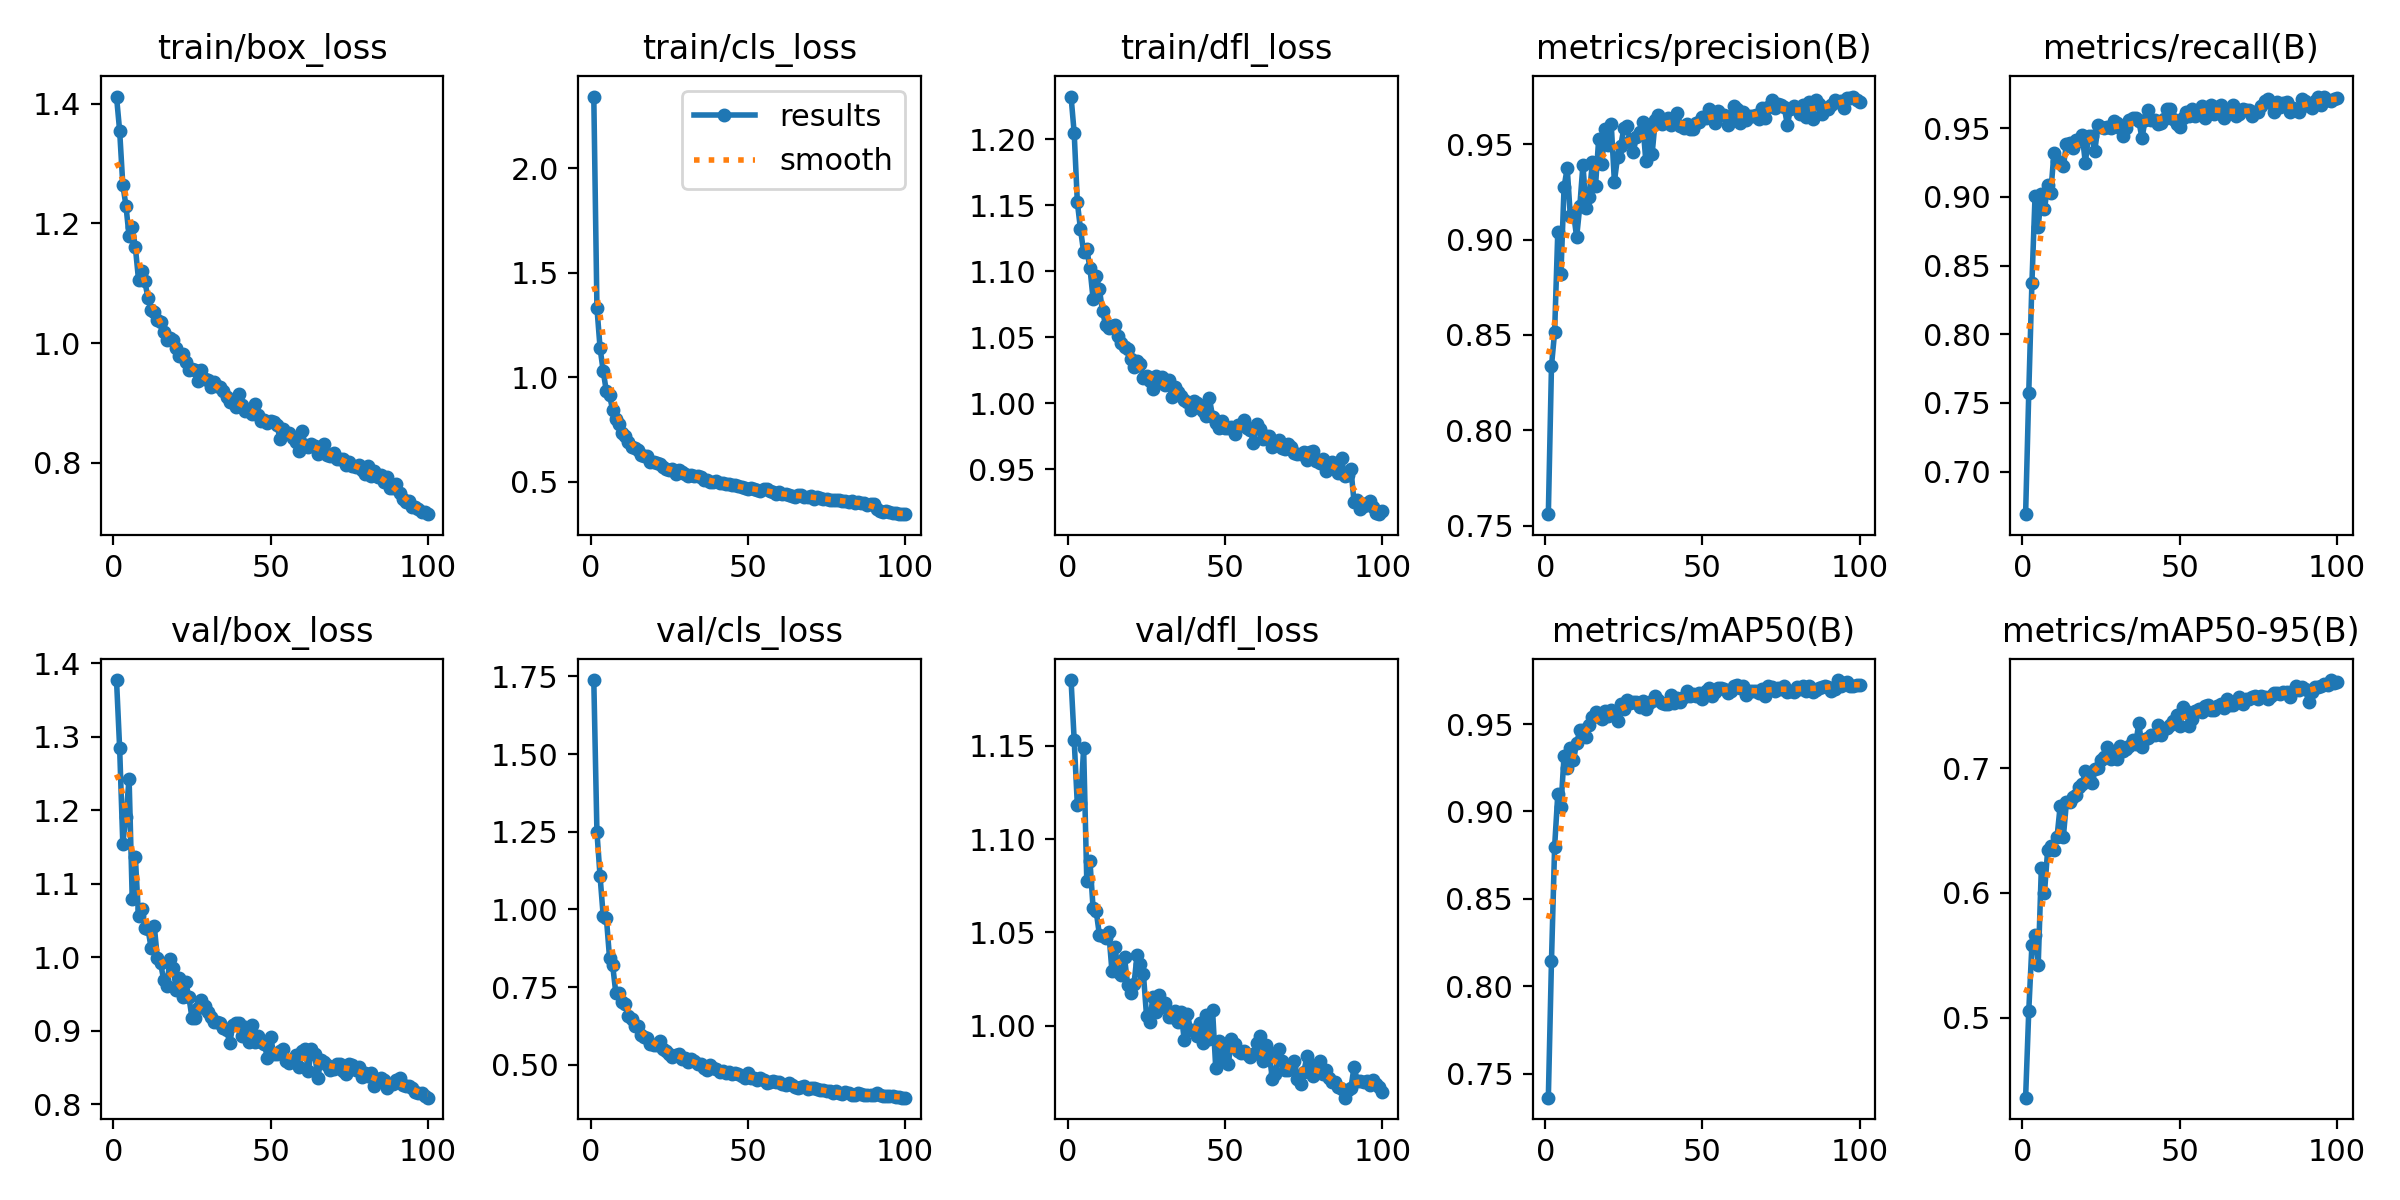 train/box_loss
1.4
1.2
1.0
0.8
0 50 100
train/cls_loss
results
smooth
2.0
1.5
1.0
0.5
0 50 100
train/dfl_loss
1.20
1.15
1.10
1.05
1.00
0.95
0 50 100
metrics/precision(B)
0.95
0.90
0.85
0.80
0.75
0 50 100
metrics/recall(B)
0.95
0.90
0.85
0.80
0.75
0.70
0 50 100
val/box_loss
1.4
1.3
1.2
1.1
1.0
0.9
0.8
0 50 100
val/cls_loss
1.75
1.50
1.25
1.00
0.75
0.50
0 50 100
val/dfl_loss
1.15
1.10
1.05
1.00
0 50 100
metrics/mAP50(B)
0.95
0.90
0.85
0.80
0.75
0 50 100
metrics/mAP50-95(B)
0.7
0.6
0.5
0 50 100